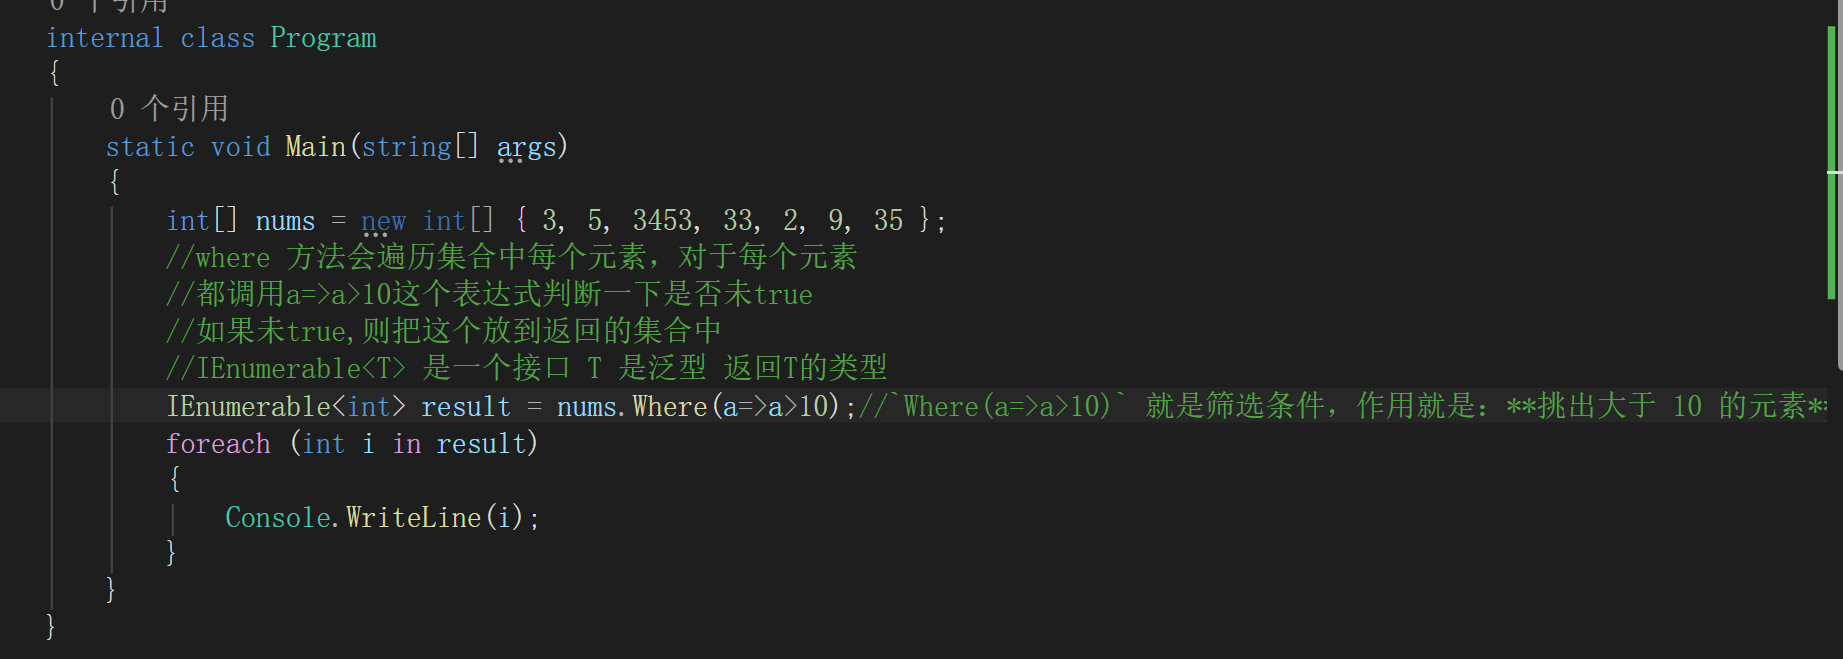 0 个引用
internal class Program
{
0 个引用
static void Main(string[] args)
{
int[] nums = new int[] { 3, 5, 3453, 33, 2, 9, 35 };
//where 方法会遍历集合中每个元素，对于每个元素
//都调用a=>a>10这个表达式判断一下是否未true
//如果未true,则把这个放到返回的集合中
//IEnumerable<T> 是一个接口 T 是泛型 返回T的类型
IEnumerable<int> result = nums.Where(a=>a>10);//`Where(a=>a>10)` 就是筛选条件，作用就是：**挑出大于 10 的元素**
foreach (int i in result)
{
Console.WriteLine(i);
}
}
}